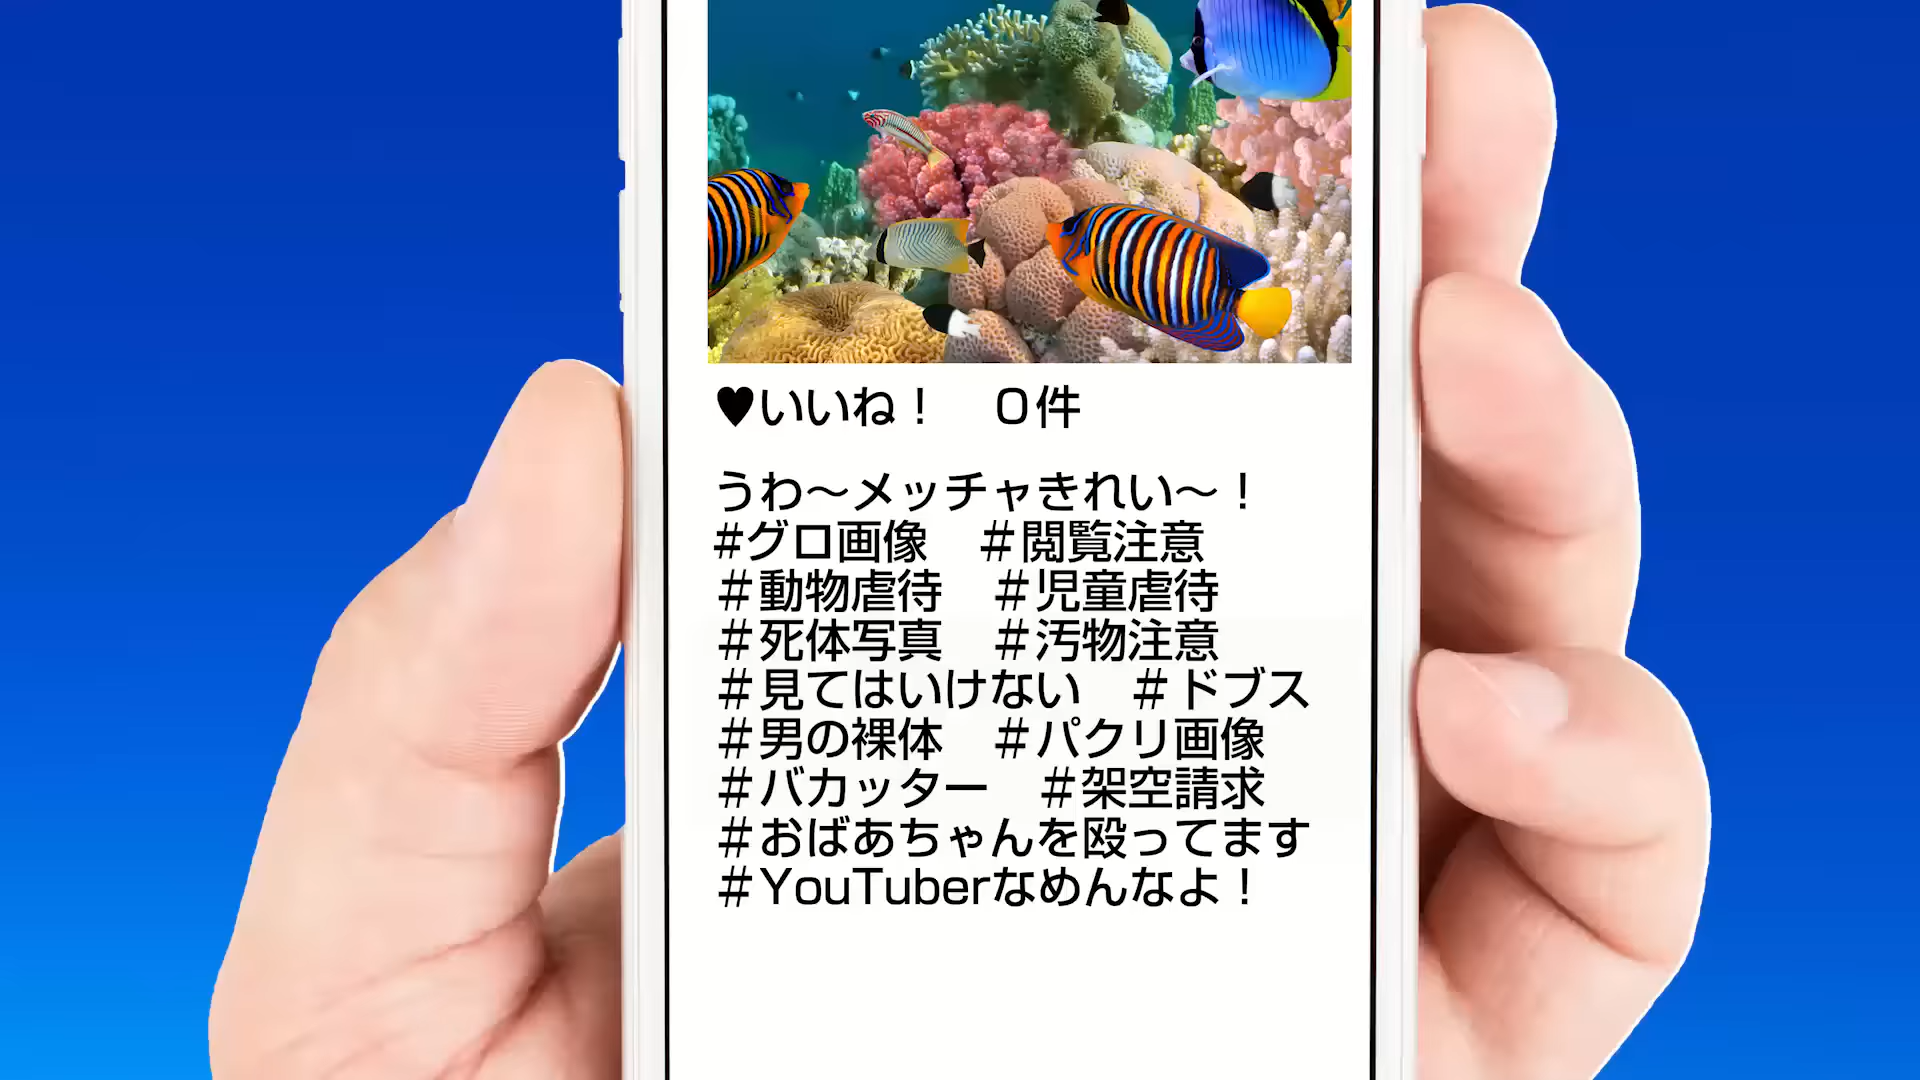 ♥いいね！　０件
うわ～メッチャきれい～！
#グロ画像　＃閲覧注意
＃動物虐待　＃児童虐待
＃死体写真　＃汚物注意
＃見てはいけない　＃ドブス
＃男の裸体　＃パクリ画像
＃バカッター　＃架空請求
＃おばあちゃんを殴ってます
＃YouTuberなめんなよ！